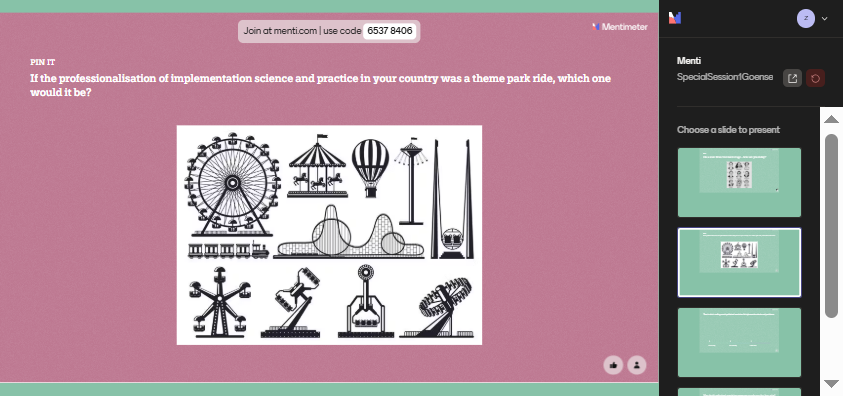 Join at menti.com | use code 6537 8406
Mentimeter
PIN IT
If the professionalisation of implementation science and practice in your country was a theme park ride, which one
would it be?
Z
Menti
SpecialSession1Goense
Choose a slide to present